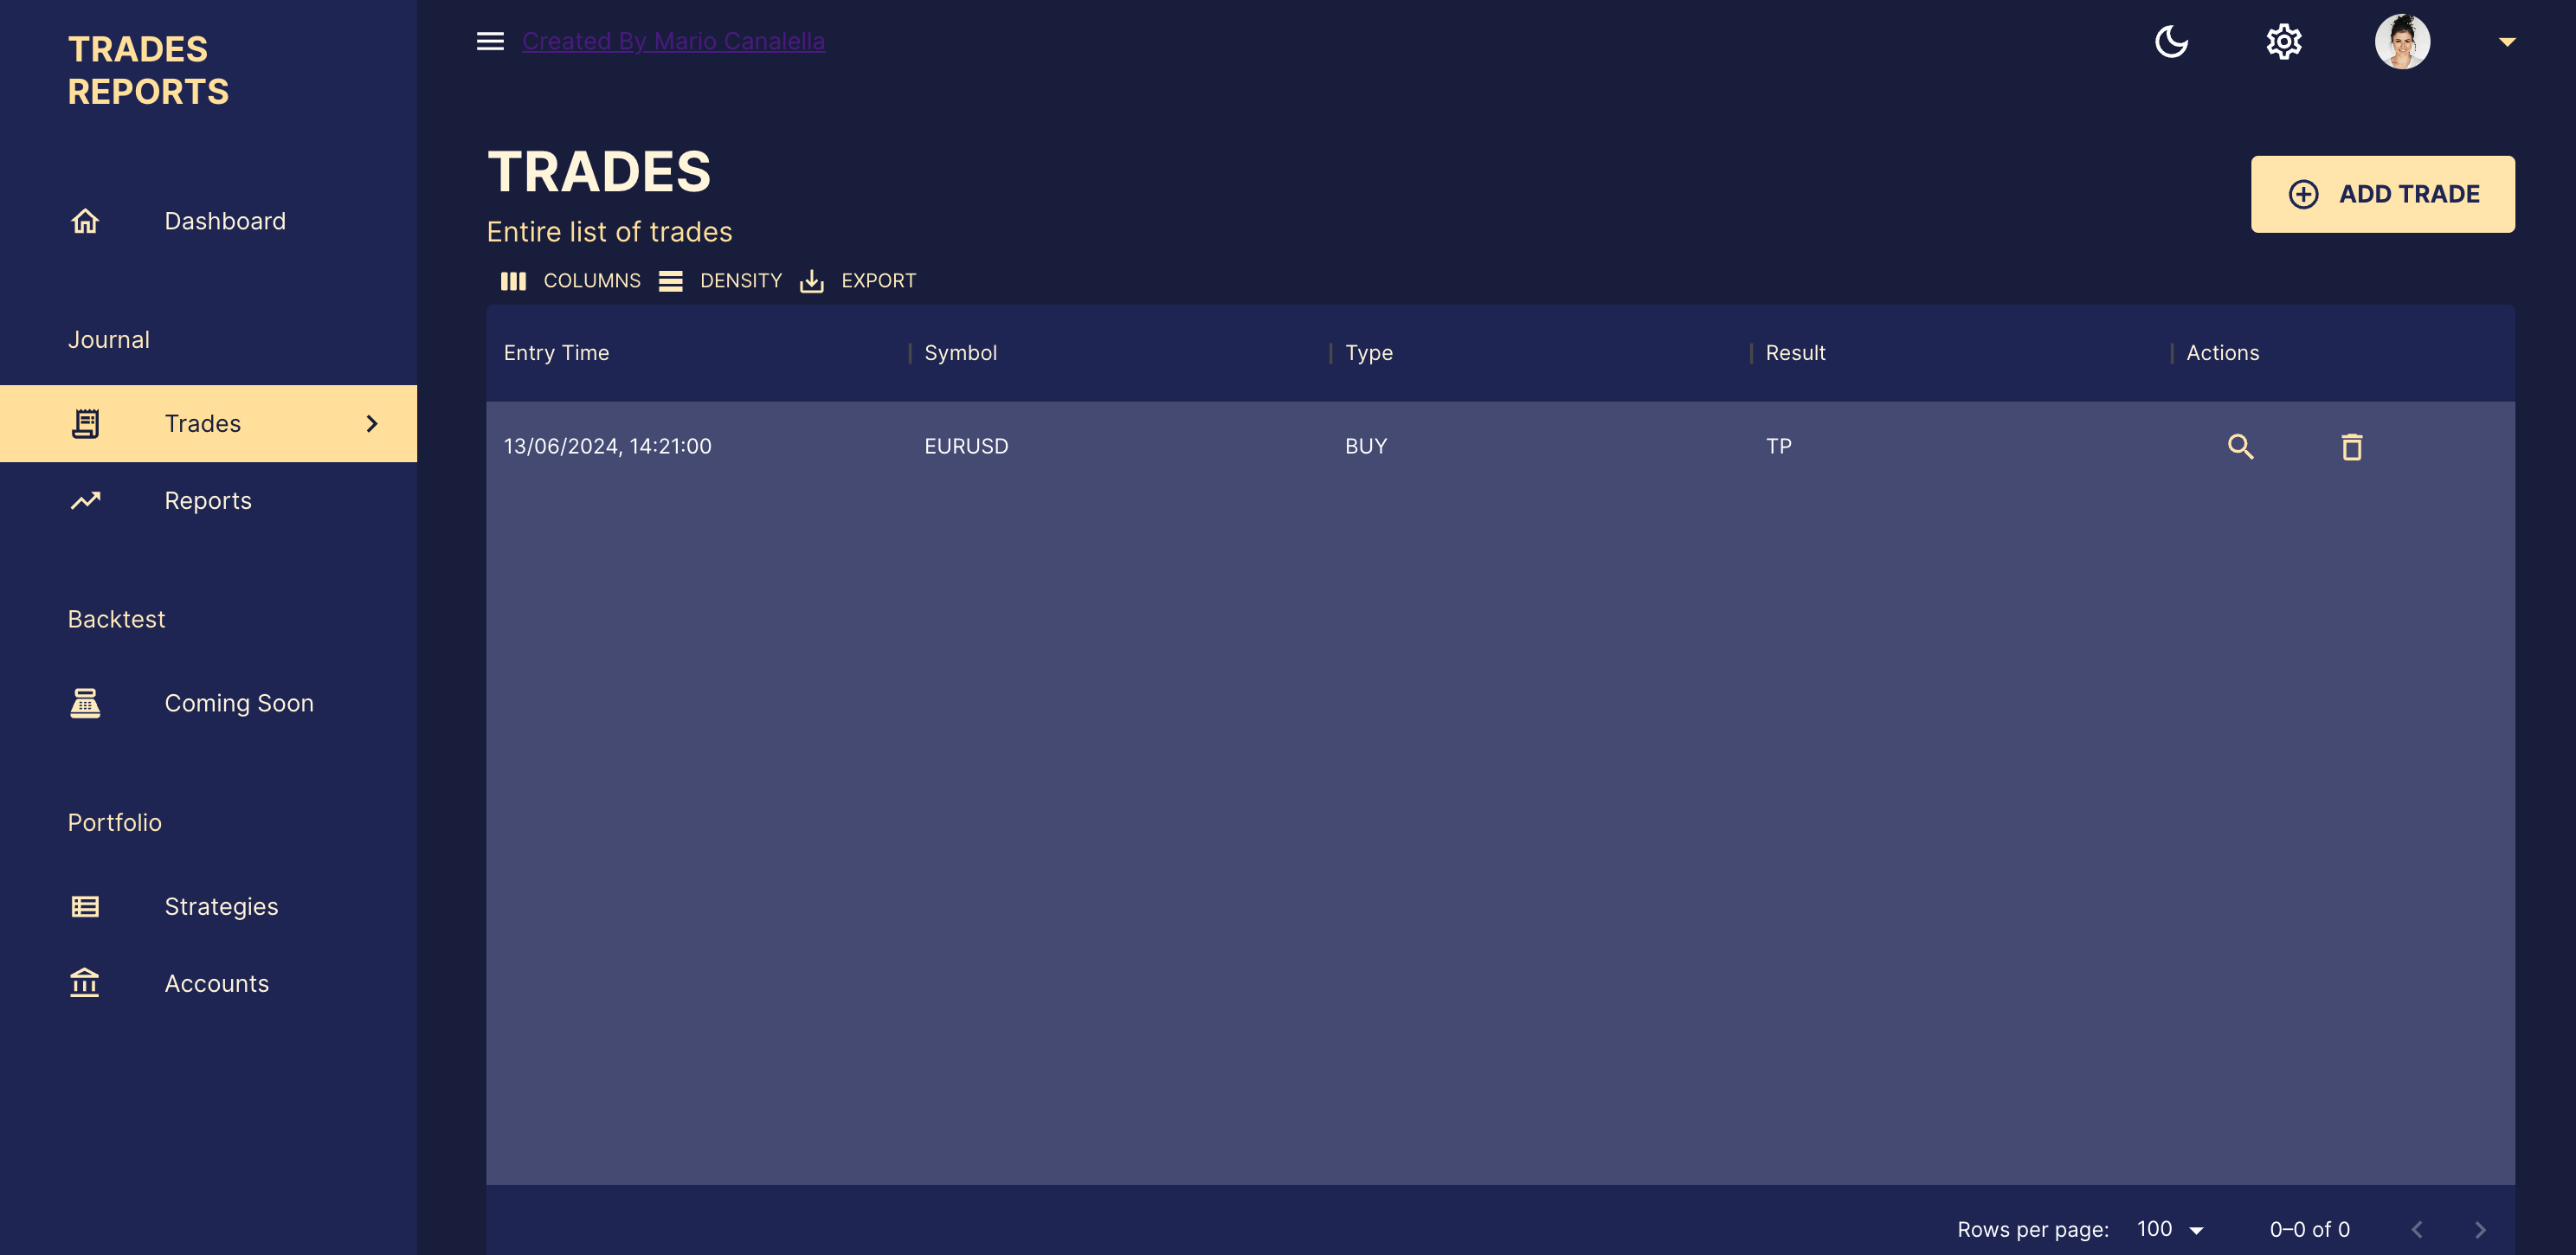 TRADES
REPORTS
Dashboard
Journal
Trades
Reports
Backtest
Coming Soon
Portfolio
Strategies
Accounts
Created By Mario Canalella
TRADES
Entire list of trades
ADD TRADE
COLUMNS DENSITY EXPORT
Entry Time Symbol Type Result Actions
13/06/2024, 14:21:00 EURUSD BUY TP
Rows per page: 100 0–0 of 0